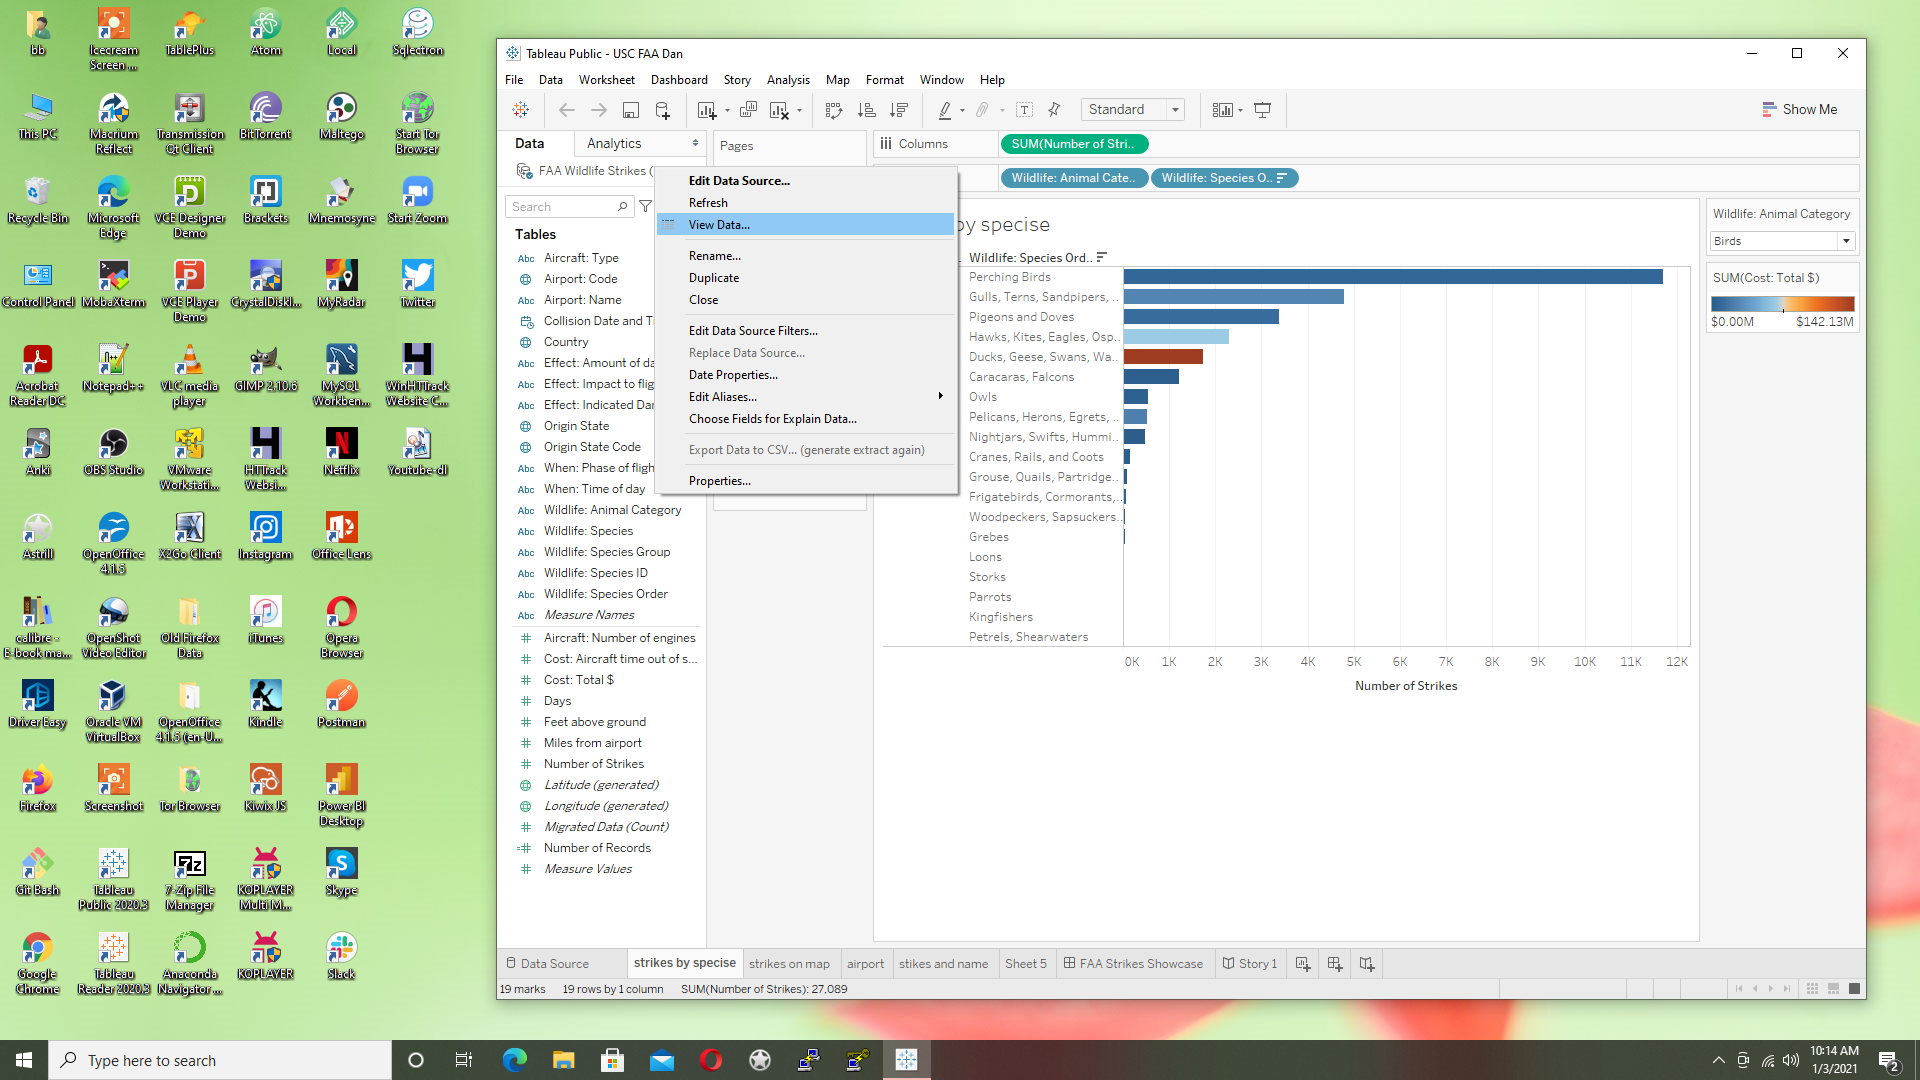 bb
Icecream Screen ...
TablePlus
Atom
Local
Sqlectron
This PC
Macrium Reflect
Transmission Qt Client
BitTorrent
Maltego
Start Tor Browser
Recycle Bin
Microsoft Edge
VCE Designer Demo
Brackets
Mnemosyne
Start Zoom
Control Panel
MobaXterm
VCE Player Demo
CrystalDiskI...
MyRadar
Twitter
Acrobat Reader DC
Notepad++
VLC media player
GIMP 2.10.6
MySQL Workben...
WinHTTrack Website C...
Anki
OBS Studio
VMware Workstati...
HTTrack Websi...
Netflix
Youtube-dl
Astrill
OpenOffice 4.1.5
X2Go Client
Instagram
Office Lens
calibre - E-book ma...
OpenShot Video Editor
Old Firefox Data
iTunes
Opera Browser
Driver Easy
Oracle VM VirtualBox
OpenOffice 4.1.5 (en-U...
Kindle
Postman
Firefox
Screenshot
Tor Browser
Kiwix JS
Power BI Desktop
Git Bash
Tableau Public 2020.3
7-Zip File Manager
KOPLAYER Multi M...
Skype
Google Chrome
Tableau Reader 2020.3
Anaconda Navigator ...
KOPLAYER
Slack
Tableau Public - USC FAA Dan
File Data Worksheet Dashboard Story Analysis Map Format Window Help
Standard
Show Me
Data Analytics
Pages
Columns
SUM(Number of Stri..
FAA Wildlife Strikes (
Wildlife: Animal Cate.. Wildlife: Species O..
Search
Tables
Abc Aircraft: Type
Airport: Code
Abc Airport: Name
Collision Date and Ti
Country
Abc Effect: Amount of da
Abc Effect: Impact to flig
Abc Effect: Indicated Dar
Origin State
Origin State Code
Abc When: Phase of fligh
Abc When: Time of day
Abc Wildlife: Animal Category
Abc Wildlife: Species
Abc Wildlife: Species Group
Abc Wildlife: Species ID
Abc Wildlife: Species Order
Abc Measure Names
# Aircraft: Number of engines
# Cost: Aircraft time out of s...
# Cost: Total $
# Days
# Feet above ground
# Miles from airport
# Number of Strikes
Latitude (generated)
Longitude (generated)
# Migrated Data (Count)
=# Number of Records
# Measure Values
Edit Data Source...
Refresh
View Data...
Rename...
Duplicate
Close
Edit Data Source Filters...
Replace Data Source...
Date Properties...
Edit Aliases...
Choose Fields for Explain Data...
Export Data to CSV... (generate extract again)
Properties...
by specise
Wildlife: Species Ord..
Perching Birds
Gulls, Terns, Sandpipers, ..
Pigeons and Doves
Hawks, Kites, Eagles, Osp..
Ducks, Geese, Swans, Wa..
Caracaras, Falcons
Owls
Pelicans, Herons, Egrets, ..
Nightjars, Swifts, Hummi..
Cranes, Rails, and Coots
Grouse, Quails, Partridge..
Frigatebirds, Cormorants,..
Woodpeckers, Sapsuckers..
Grebes
Loons
Storks
Parrots
Kingfishers
Petrels, Shearwaters
0K 1K 2K 3K 4K 5K 6K 7K 8K 9K 10K 11K 12K
Number of Strikes
Wildlife: Animal Category
Birds
SUM(Cost: Total $)
$0.00M $142.13M
Data Source strikes by specise strikes on map airport stikes and name Sheet 5 FAA Strikes Showcase Story 1
19 marks 19 rows by 1 column SUM(Number of Strikes): 27,089
Type here to search
10:14 AM
1/3/2021
2